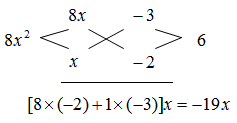 8x −3
8x² 6
x −2
[8×(−2)+1×(−3)]x = −19x